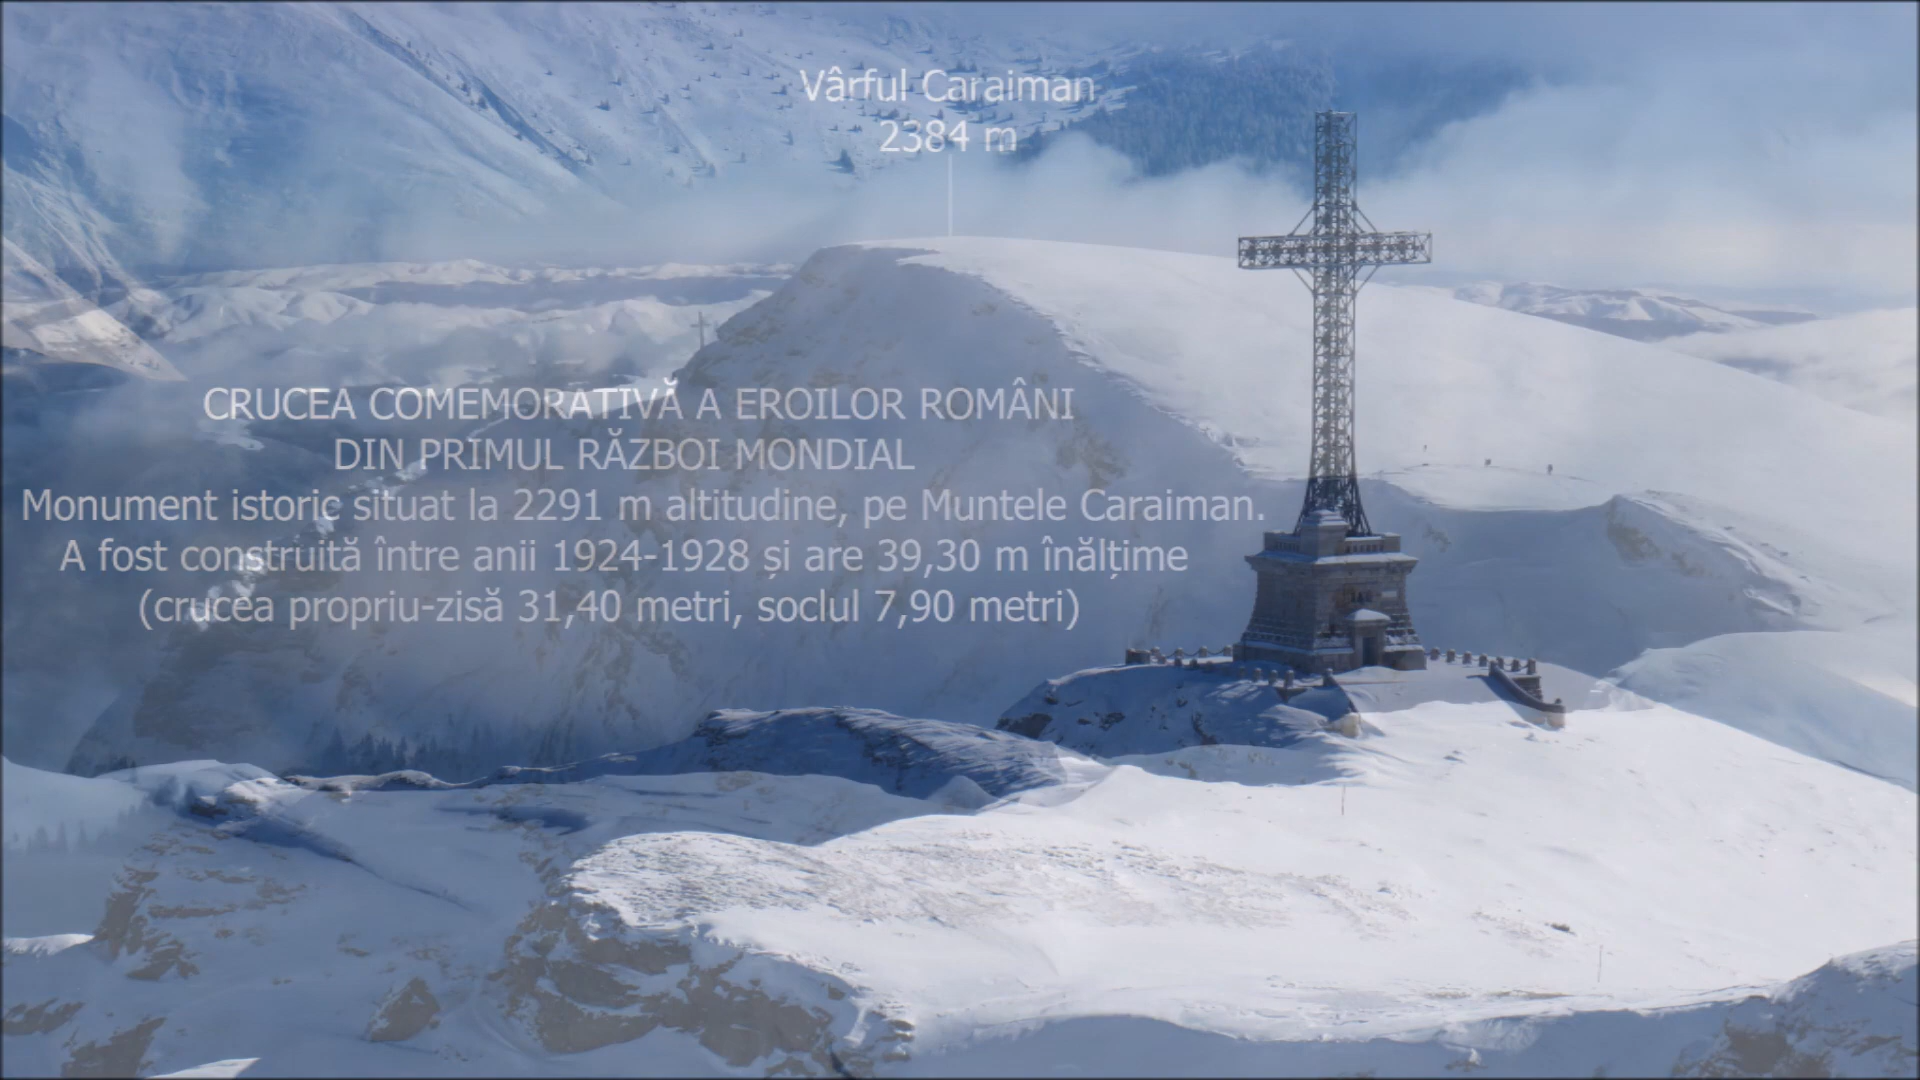 Vârful Caraiman
2384 m
CRUCEA COMEMORATIVĂ A EROILOR ROMÂNI
DIN PRIMUL RĂZBOI MONDIAL
Monument istoric situat la 2291 m altitudine, pe Muntele Caraiman.
A fost construită între anii 1924-1928 și are 39,30 m înălțime
(crucea propriu-zisă 31,40 metri, soclul 7,90 metri)